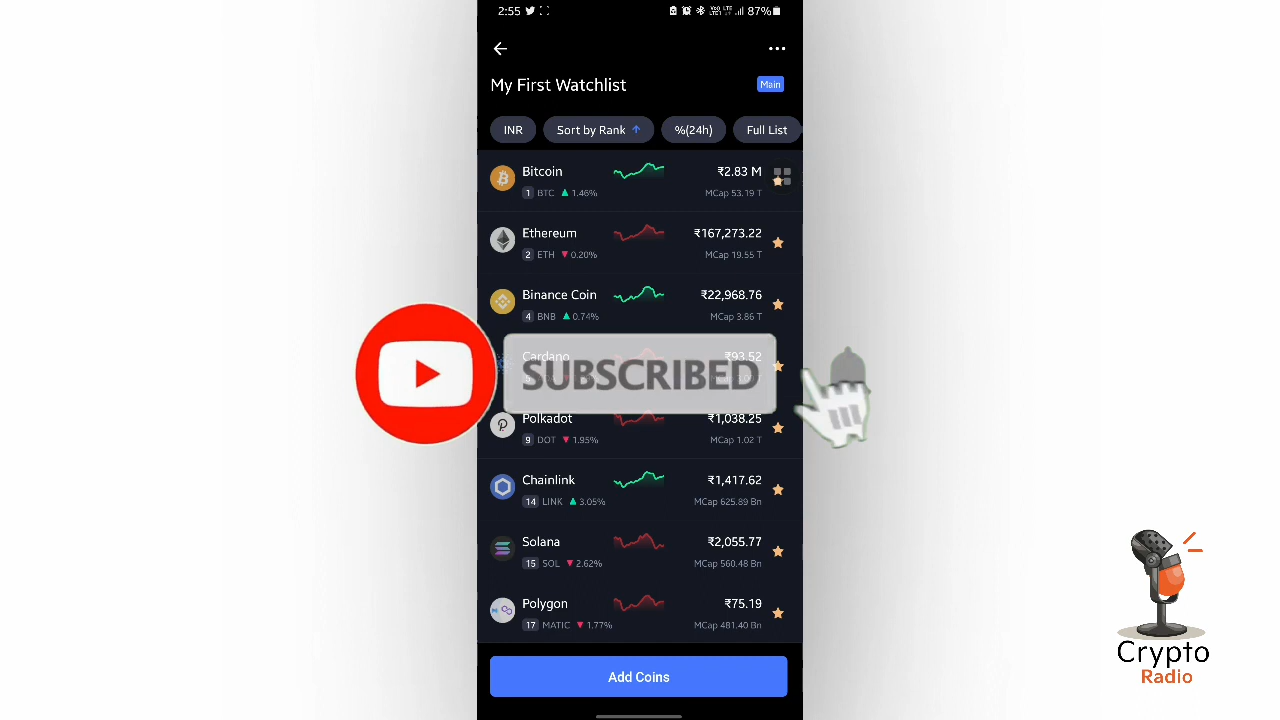 2:55 87%
My First Watchlist Main
INR Sort by Rank %(24h) Full List
Bitcoin ₹2.83 M
1 BTC ▲ 1.46% MCap 53.19 T
Ethereum ₹167,273.22
2 ETH ▼ 0.20% MCap 19.55 T
Binance Coin ₹22,968.76
4 BNB ▲ 0.74% MCap 3.86 T
Cardano ₹93.52
SUBSCRIBED
Polkadot ₹1,038.25
9 DOT ▼ 1.95% MCap 1.02 T
Chainlink ₹1,417.62
14 LINK ▲ 3.05% MCap 625.89 Bn
Solana ₹2,055.77
15 SOL ▼ 2.62% MCap 560.48 Bn
Polygon ₹75.19
17 MATIC ▼ 1.77% MCap 481.40 Bn
Add Coins
Crypto
Radio